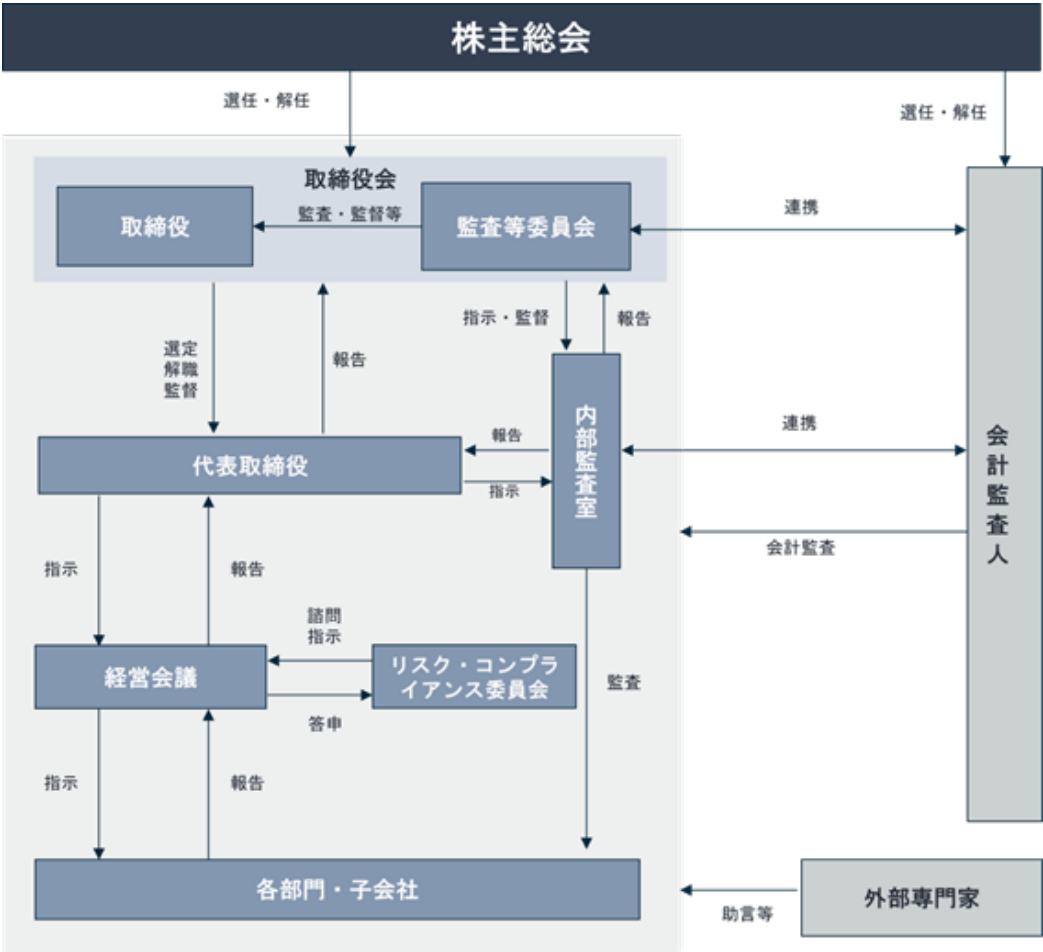 株主総会
選任・解任
選任・解任
取締役会
取締役
監査・監督等
監査等委員会
連携
指示・監督
報告
選定
解職
監督
報告
内部監査室
連携
会計監査人
代表取締役
報告
指示
会計監査
指示
報告
諮問
指示
経営会議
リスク・コンプラ
イアンス委員会
監査
答申
指示
報告
各部門・子会社
助言等
外部専門家